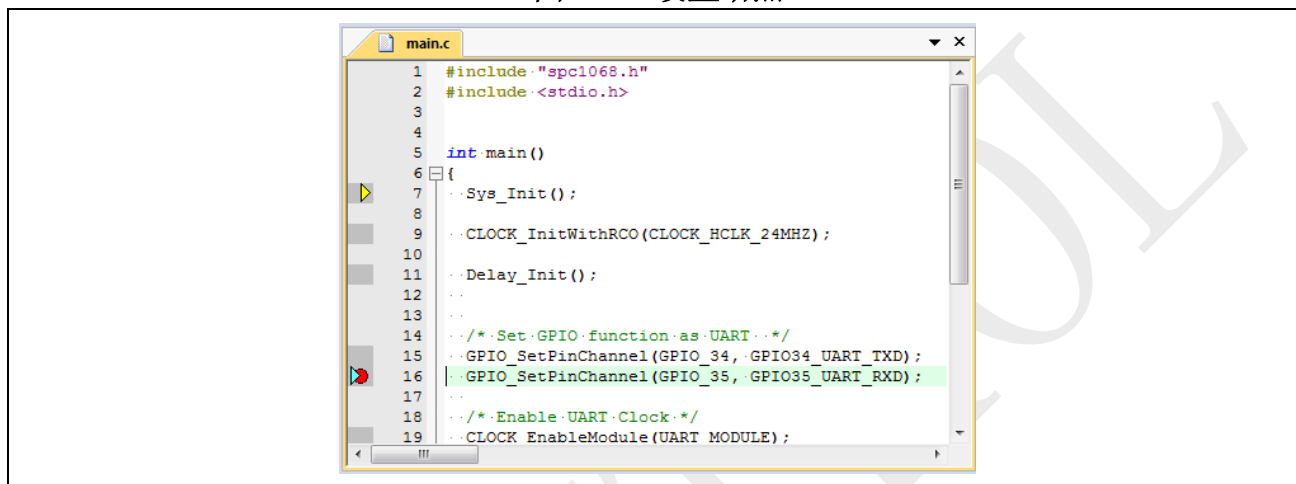 main.c
1 #include "spc1068.h"
2 #include <stdio.h>
3
4
5 int main()
6 {
7 Sys_Init();
8
9 CLOCK_InitWithRCO(CLOCK_HCLK_24MHZ);
10
11 Delay_Init();
12
13
14 /* Set GPIO function as UART  */
15 GPIO_SetPinChannel(GPIO_34, GPIO34_UART_TXD);
16 GPIO_SetPinChannel(GPIO_35, GPIO35_UART_RXD);
17
18 /* Enable UART Clock */
19 CLOCK_EnableModule(UART_MODULE);